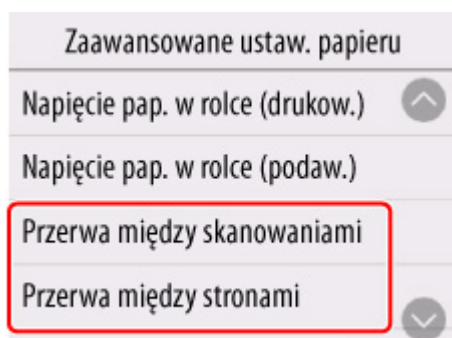 Zaawansowane ustaw. papieru
Napięcie pap. w rolce (drukow.)
Napięcie pap. w rolce (podaw.)
Przerwa między skanowaniami
Przerwa między stronami